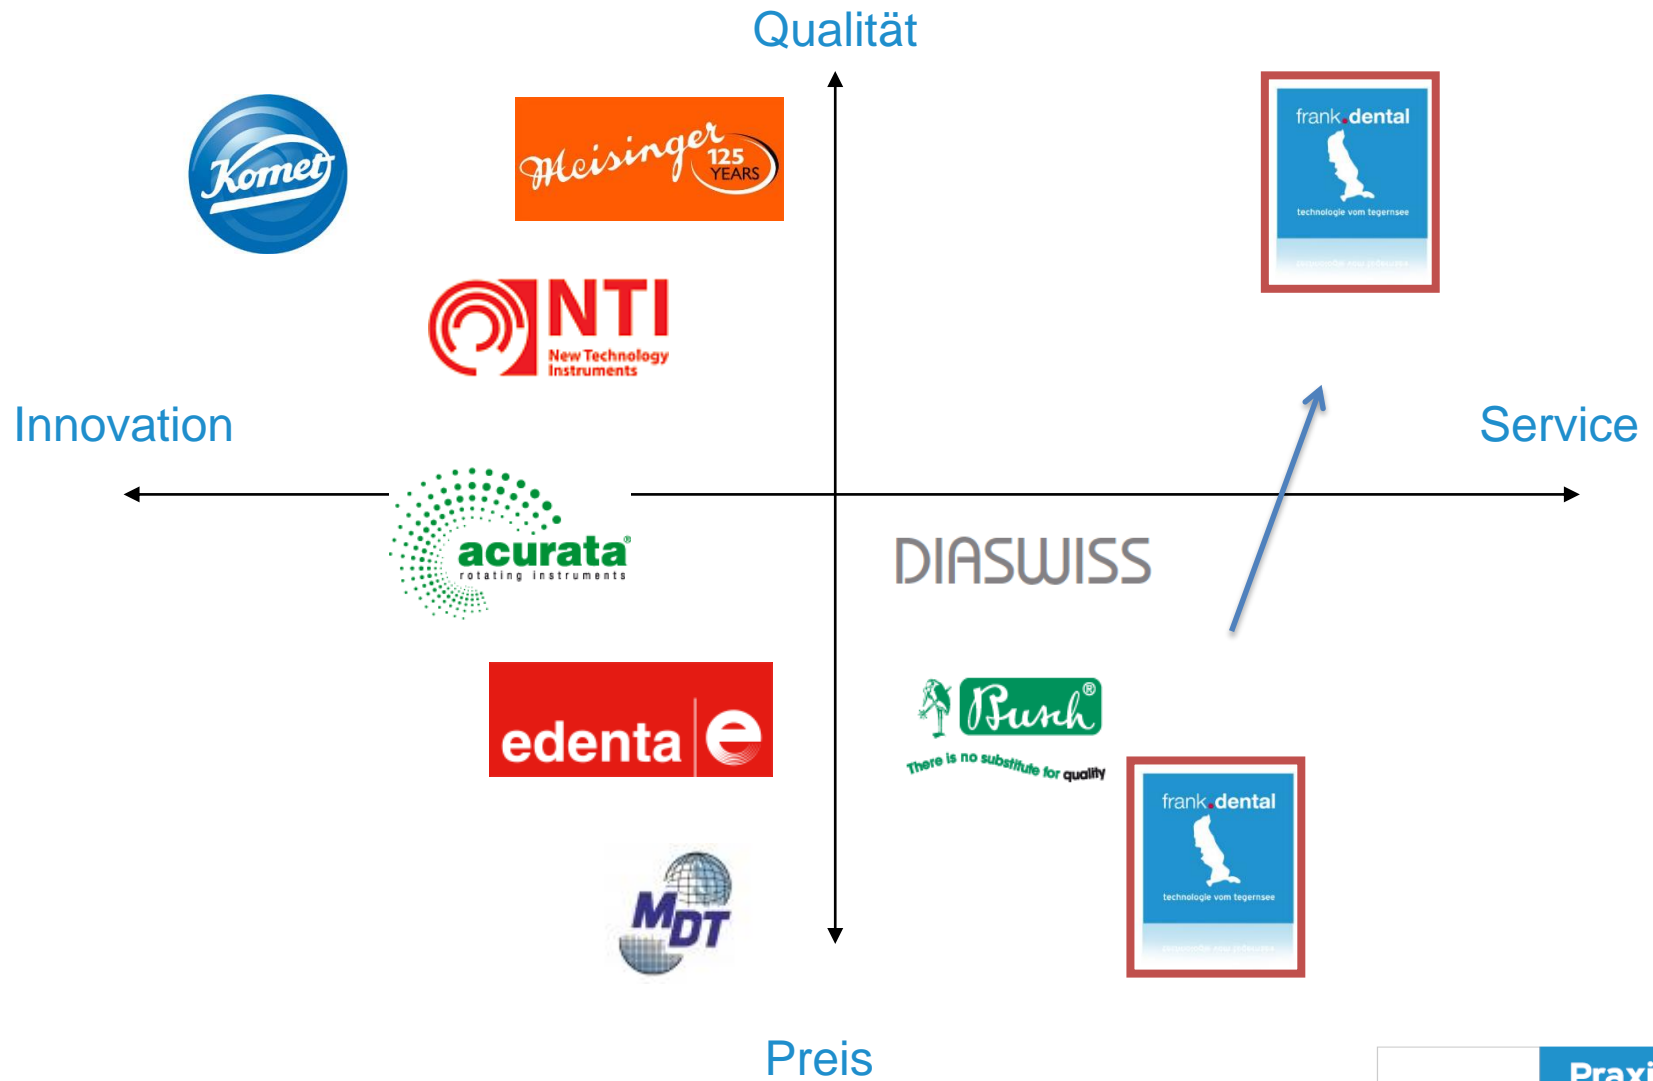 Qualität
Komet
Meisinger
125
YEARS
frank.dental
technologie vom tegernsee
NTI
New Technology
Instruments
Innovation
Service
acurata®
rotating instruments
DIASWISS
Busch®
There is no substitute for quality
edenta e
frank.dental
technologie vom tegernsee
MDT
Preis
Praxi